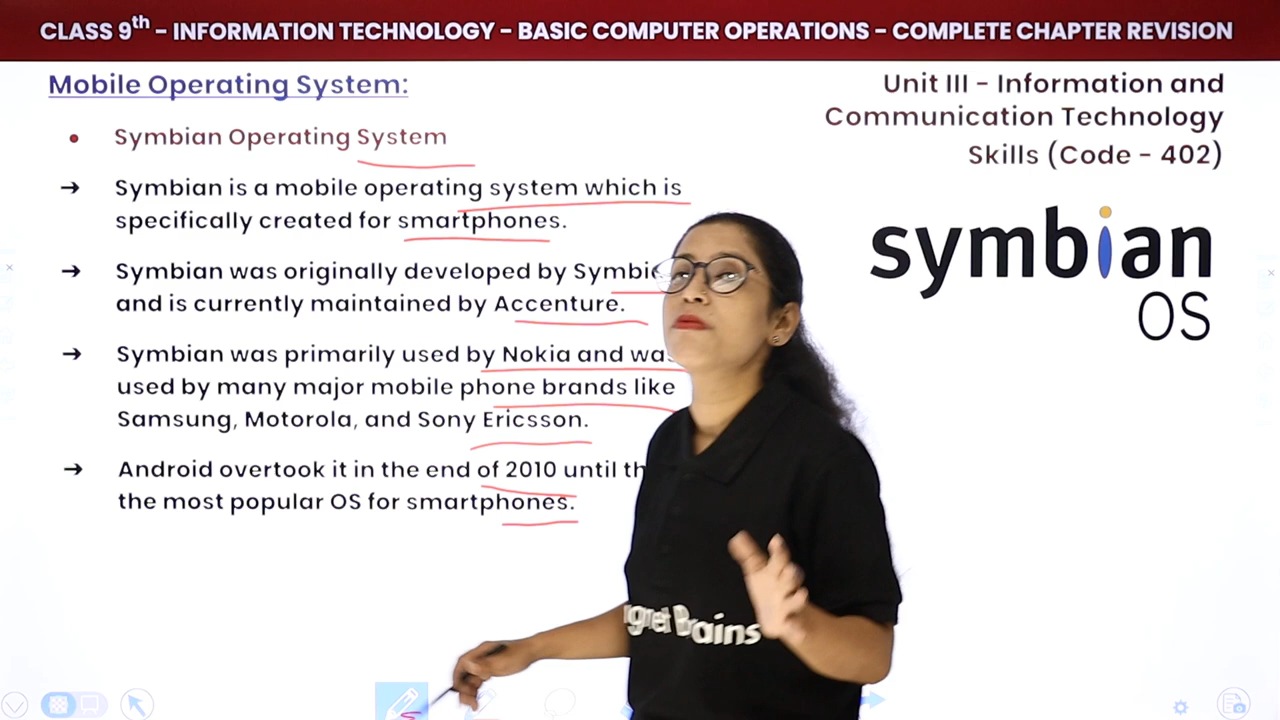 CLASS 9th - INFORMATION TECHNOLOGY - BASIC COMPUTER OPERATIONS - COMPLETE CHAPTER REVISION
Mobile Operating System:
Unit III - Information and
Communication Technology
Skills (Code - 402)
• Symbian Operating System
→ Symbian is a mobile operating system which is
specifically created for smartphones.
→ Symbian was originally developed by
and is currently maintained by Accenture.
→ Symbian was primarily used by Nokia and was
used by many major mobile phone brands like
Samsung, Motorola, and Sony Ericsson.
→ Android overtook it in the end of 2010 until
the most popular OS for smartphones.
symbian
OS
Brains